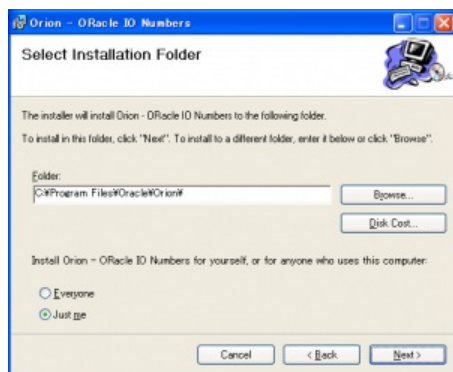 Orion - ORacle IO Numbers
Select Installation Folder
The installer will install Orion - ORacle IO Numbers to the following folder.
To install in this folder, click "Next". To install to a different folder, enter it below or click "Browse".
Folder:
C:¥Program Files¥Oracle¥Orion¥
Browse...
Disk Cost...
Install Orion - ORacle IO Numbers for yourself, or for anyone who uses this computer:
Everyone
Just me
Cancel
< Back
Next >